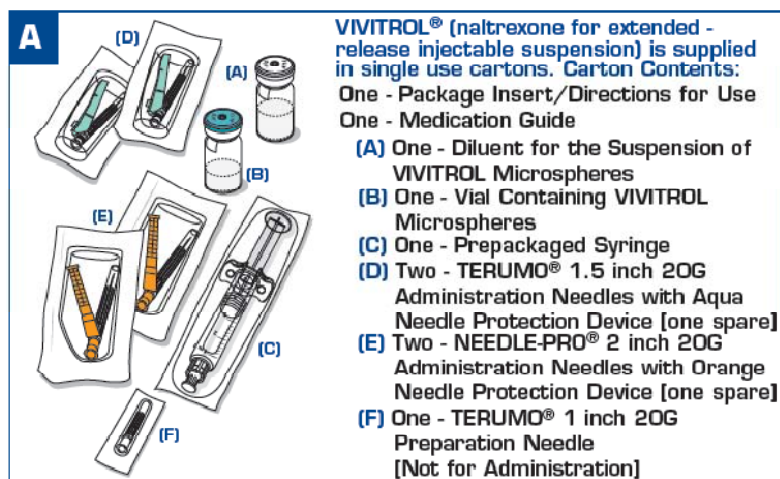 A
(D)
(A)
(B)
(E)
(C)
(F)
VIVITROL® (naltrexone for extended -
release injectable suspension) is supplied
in single use cartons. Carton Contents:
One - Package Insert/Directions for Use
One - Medication Guide
(A) One - Diluent for the Suspension of
VIVITROL Microspheres
(B) One - Vial Containing VIVITROL
Microspheres
(C) One - Prepackaged Syringe
(D) Two - TERUMO® 1.5 inch 20G
Administration Needles with Aqua
Needle Protection Device [one spare]
(E) Two - NEEDLE-PRO® 2 inch 20G
Administration Needles with Orange
Needle Protection Device [one spare]
(F) One - TERUMO® 1 inch 20G
Preparation Needle
[Not for Administration]